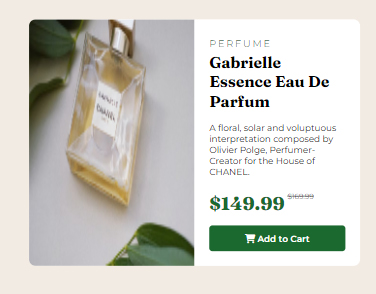 PERFUME
Gabrielle
Essence Eau De
Parfum
A floral, solar and voluptuous
interpretation composed by
Olivier Polge, Perfumer-
Creator for the House of
CHANEL.
$149.99 $169.99
Add to Cart
CHANEL